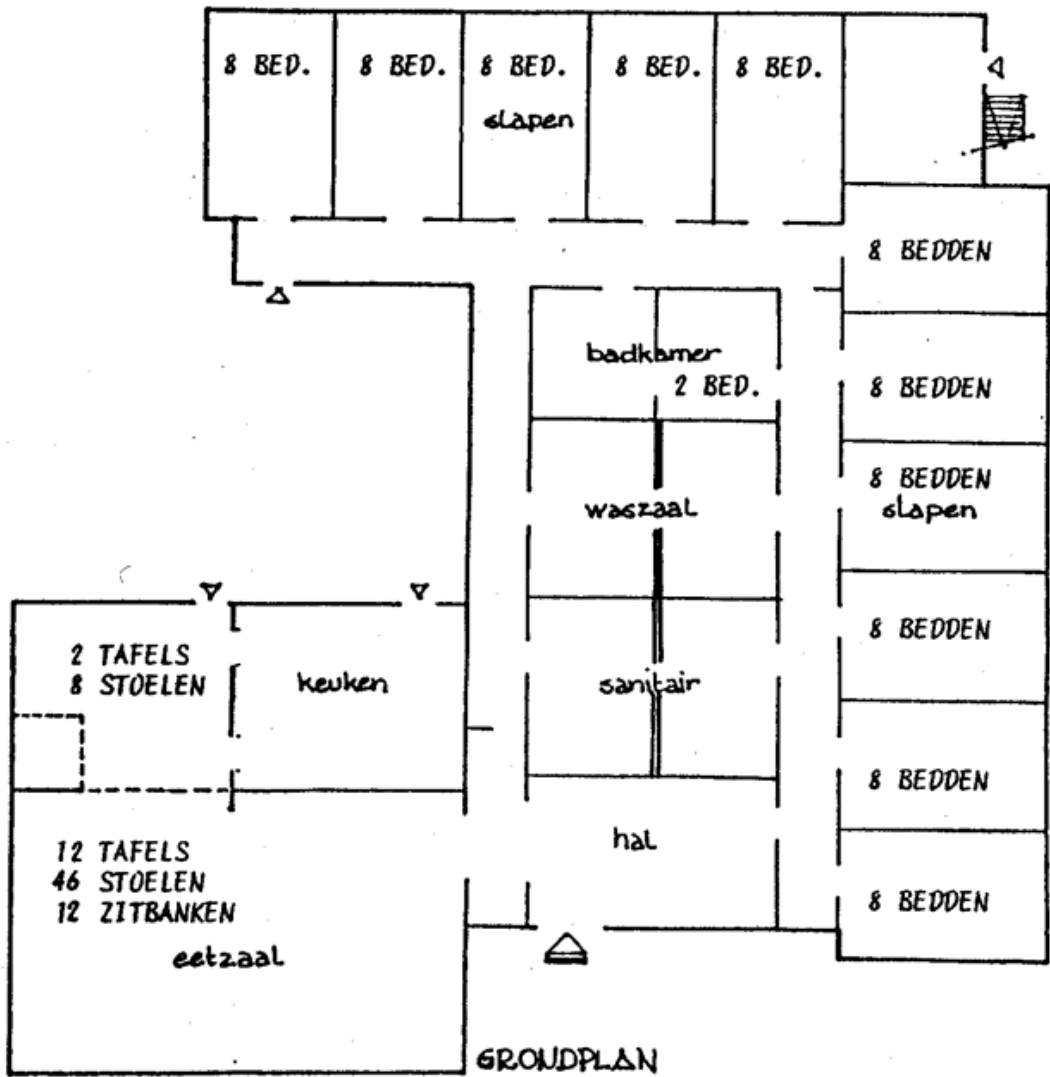 8 BED.
8 BED.
8 BED.
8 BED.
8 BED.
slapen
8 BEDDEN
badkamer
2 BED.
8 BEDDEN
8 BEDDEN
slapen
waszaal
8 BEDDEN
2 TAFELS
8 STOELEN
keuken
sanitair
8 BEDDEN
hal
12 TAFELS
46 STOELEN
12 ZITBANKEN
eetzaal
8 BEDDEN
GRONDPLAN